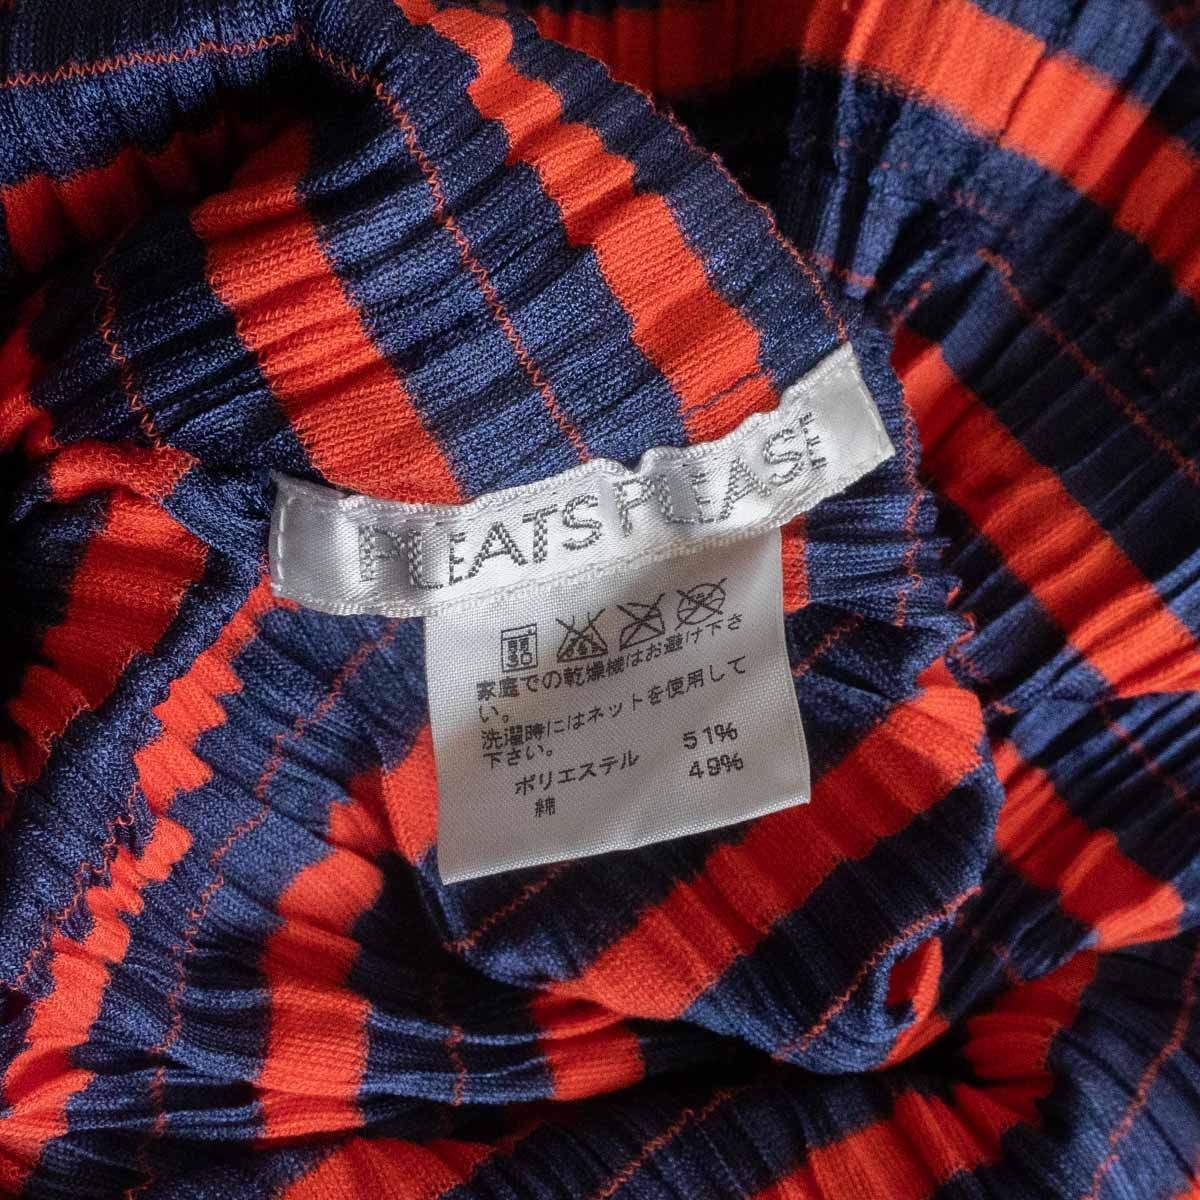 PLEATS PLEASE
家庭での乾燥機はお避け下さ
い。
洗濯時にはネットを使用して
下さい。
ポリエステル 51%
綿 49%